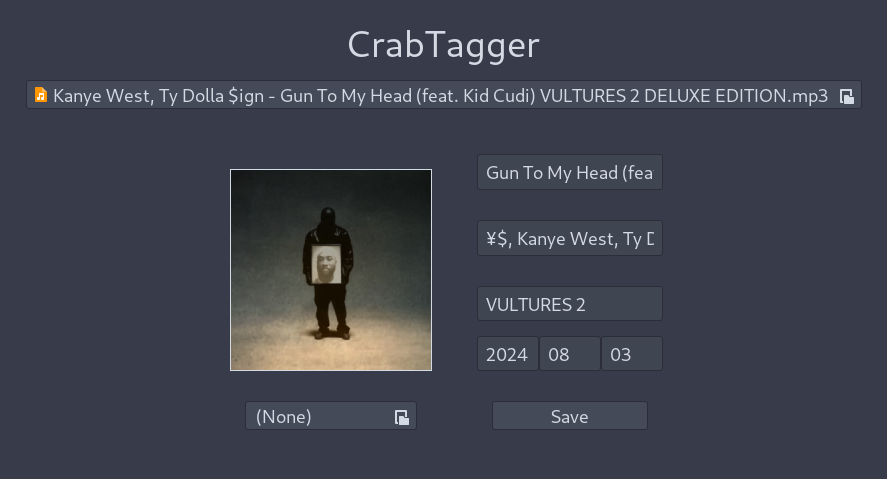 CrabTagger
Kanye West, Ty Dolla $ign - Gun To My Head (feat. Kid Cudi) VULTURES 2 DELUXE EDITION.mp3
Gun To My Head (fea
¥$, Kanye West, Ty D
VULTURES 2
2024 08 03
(None)
Save